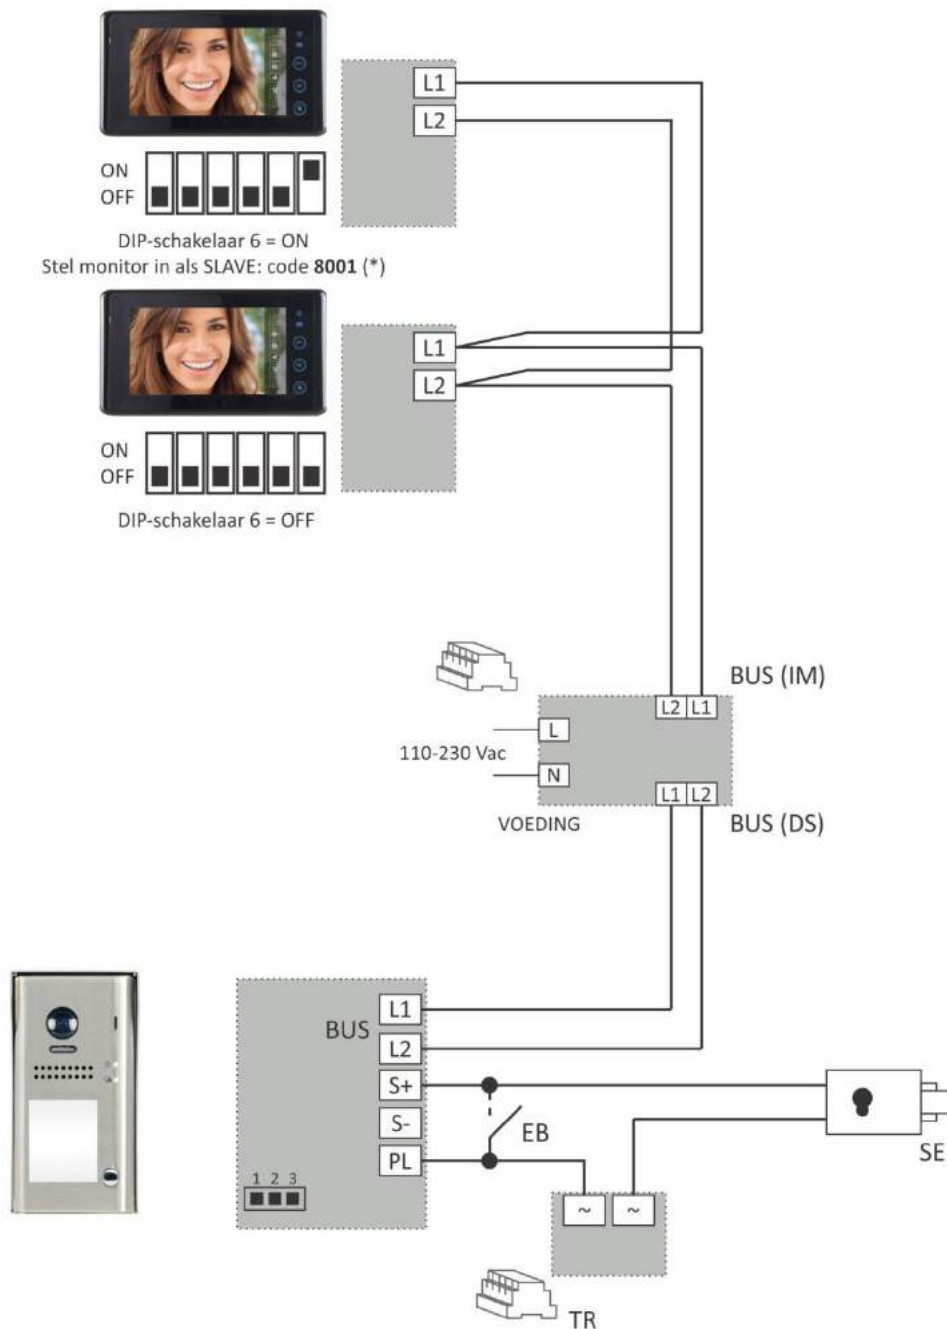 L1
L2
ON
OFF
DIP-schakelaar 6 = ON
Stel monitor in als SLAVE: code 8001 (*)
L1
L2
ON
OFF
DIP-schakelaar 6 = OFF
BUS (IM)
L2 L1
L
110-230 Vac
N
L1 L2
VOEDING
BUS (DS)
L1
BUS
L2
S+
S-
EB
PL
SE
1 2 3
~ ~
TR